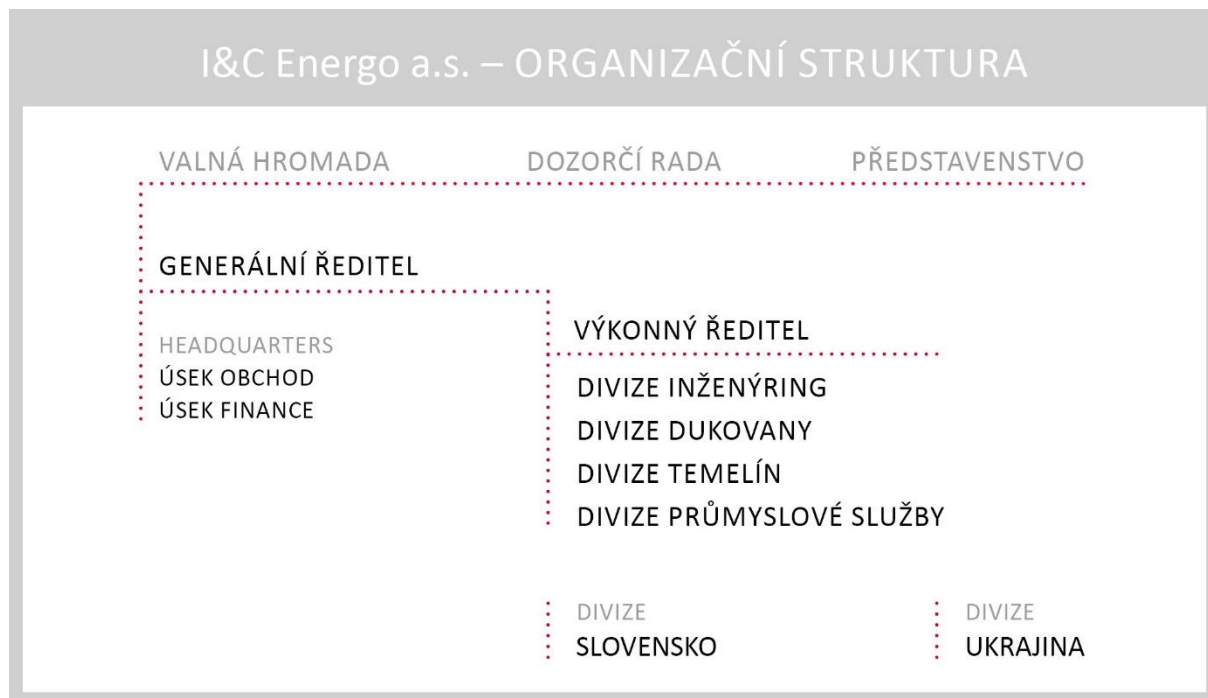 I&C Energo a.s. – ORGANIZAČNÍ STRUKTURA
VALNÁ HROMADA DOZORČÍ RADA PŘEDSTAVENSTVO
GENERÁLNÍ ŘEDITEL
HEADQUARTERS
ÚSEK OBCHOD
ÚSEK FINANCE
VÝKONNÝ ŘEDITEL
DIVIZE INŽENÝRING
DIVIZE DUKOVANY
DIVIZE TEMELÍN
DIVIZE PRŮMYSLOVÉ SLUŽBY
DIVIZE
SLOVENSKO
DIVIZE
UKRAJINA